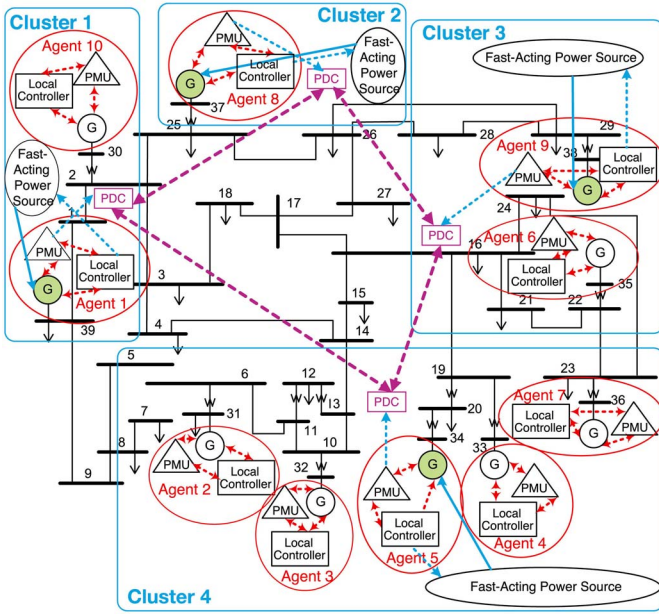 Cluster 1
Agent 10
PMU
Local
Controller
G
30
2
Fast-
Acting
Power
Source
PDC
PMU
Local
Controller
G
Agent 1
39
Cluster 2
PMU
Fast-
Acting
Power
Source
G
Local
Controller
PDC
Agent 8
37
25
26
28
Cluster 3
Fast-Acting Power Source
29
Agent 9
38
PMU
Local
Controller
G
24
PDC
Agent 6
PMU
G
Local
Controller
16
35
21
22
18
17
27
3
15
4
14
5
6
12
13
7
31
11
8
10
9
19
20
23
34
33
36
32
G
PMU
Agent 2
Local
Controller
PMU
G
Local
Controller
Agent 3
PDC
G
PMU
Local
Controller
Agent 5
G
PMU
Local
Controller
Agent 4
Agent 7
Local
Controller
G
PMU
Fast-Acting Power Source
Cluster 4